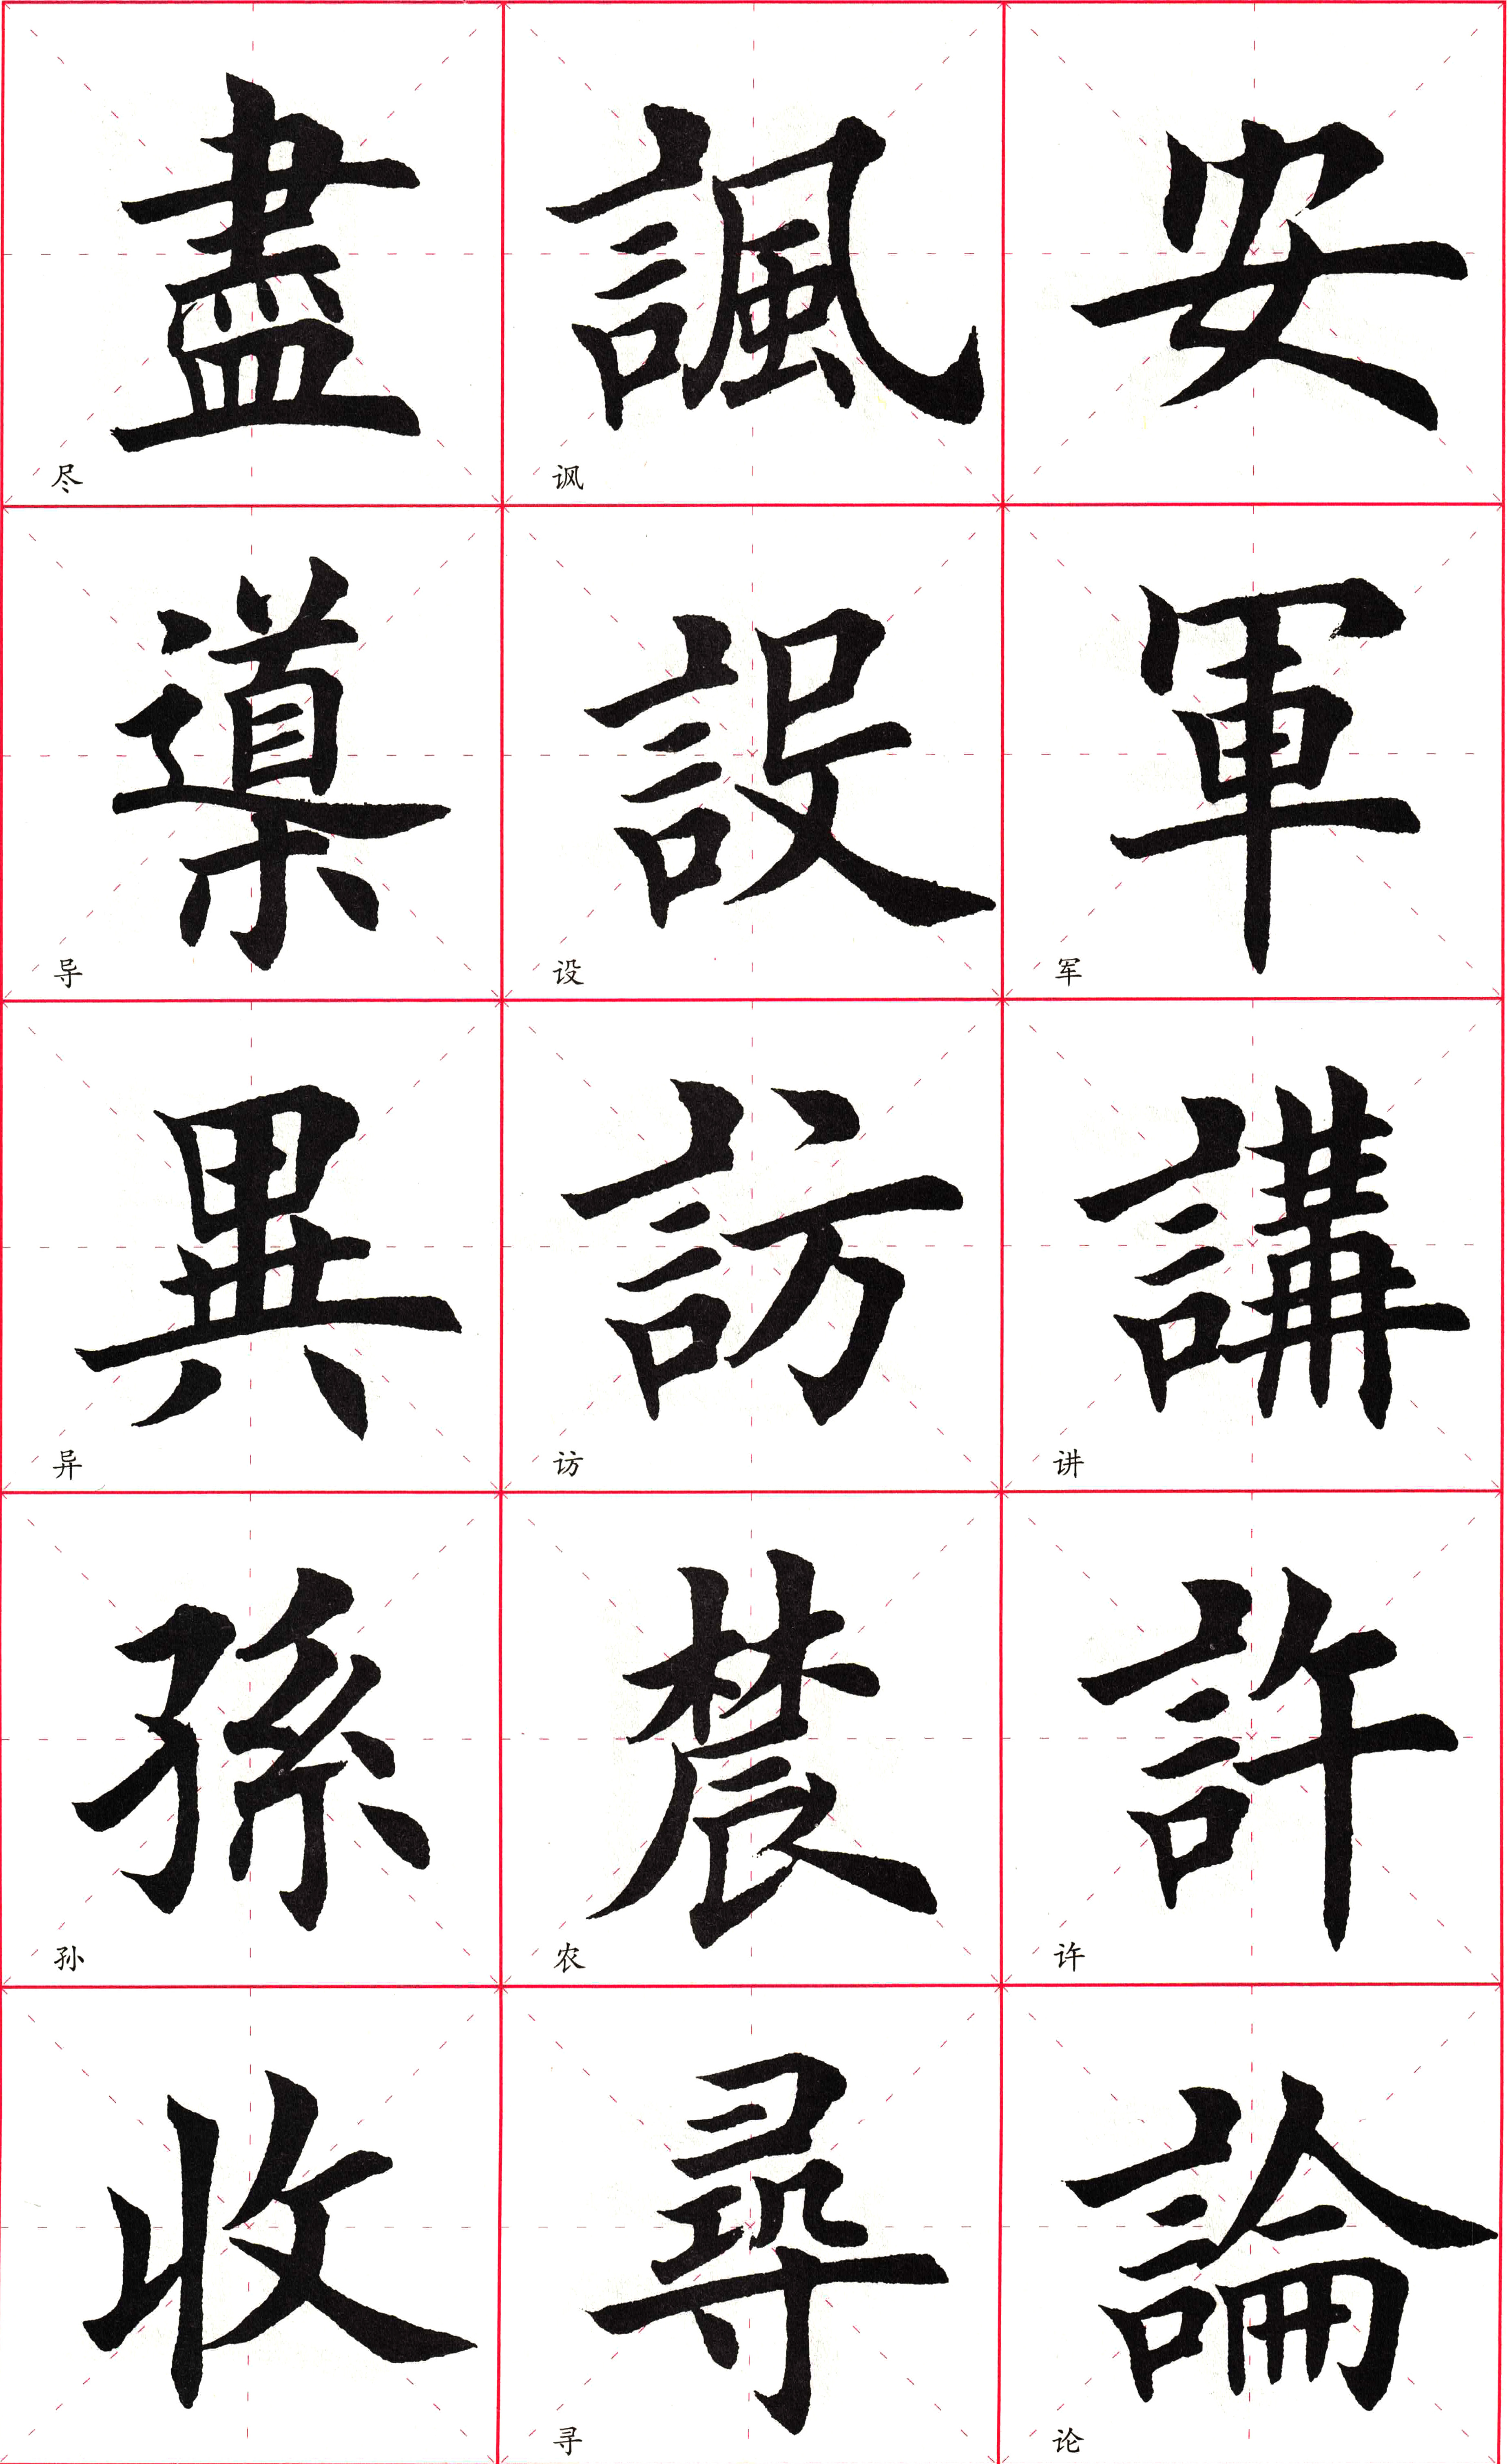 安
軍
军
講
讲
許
许
論
论
諷
讽
設
设
訪
访
辳
农
尋
寻
盡
尽
導
导
異
异
孫
孙
收